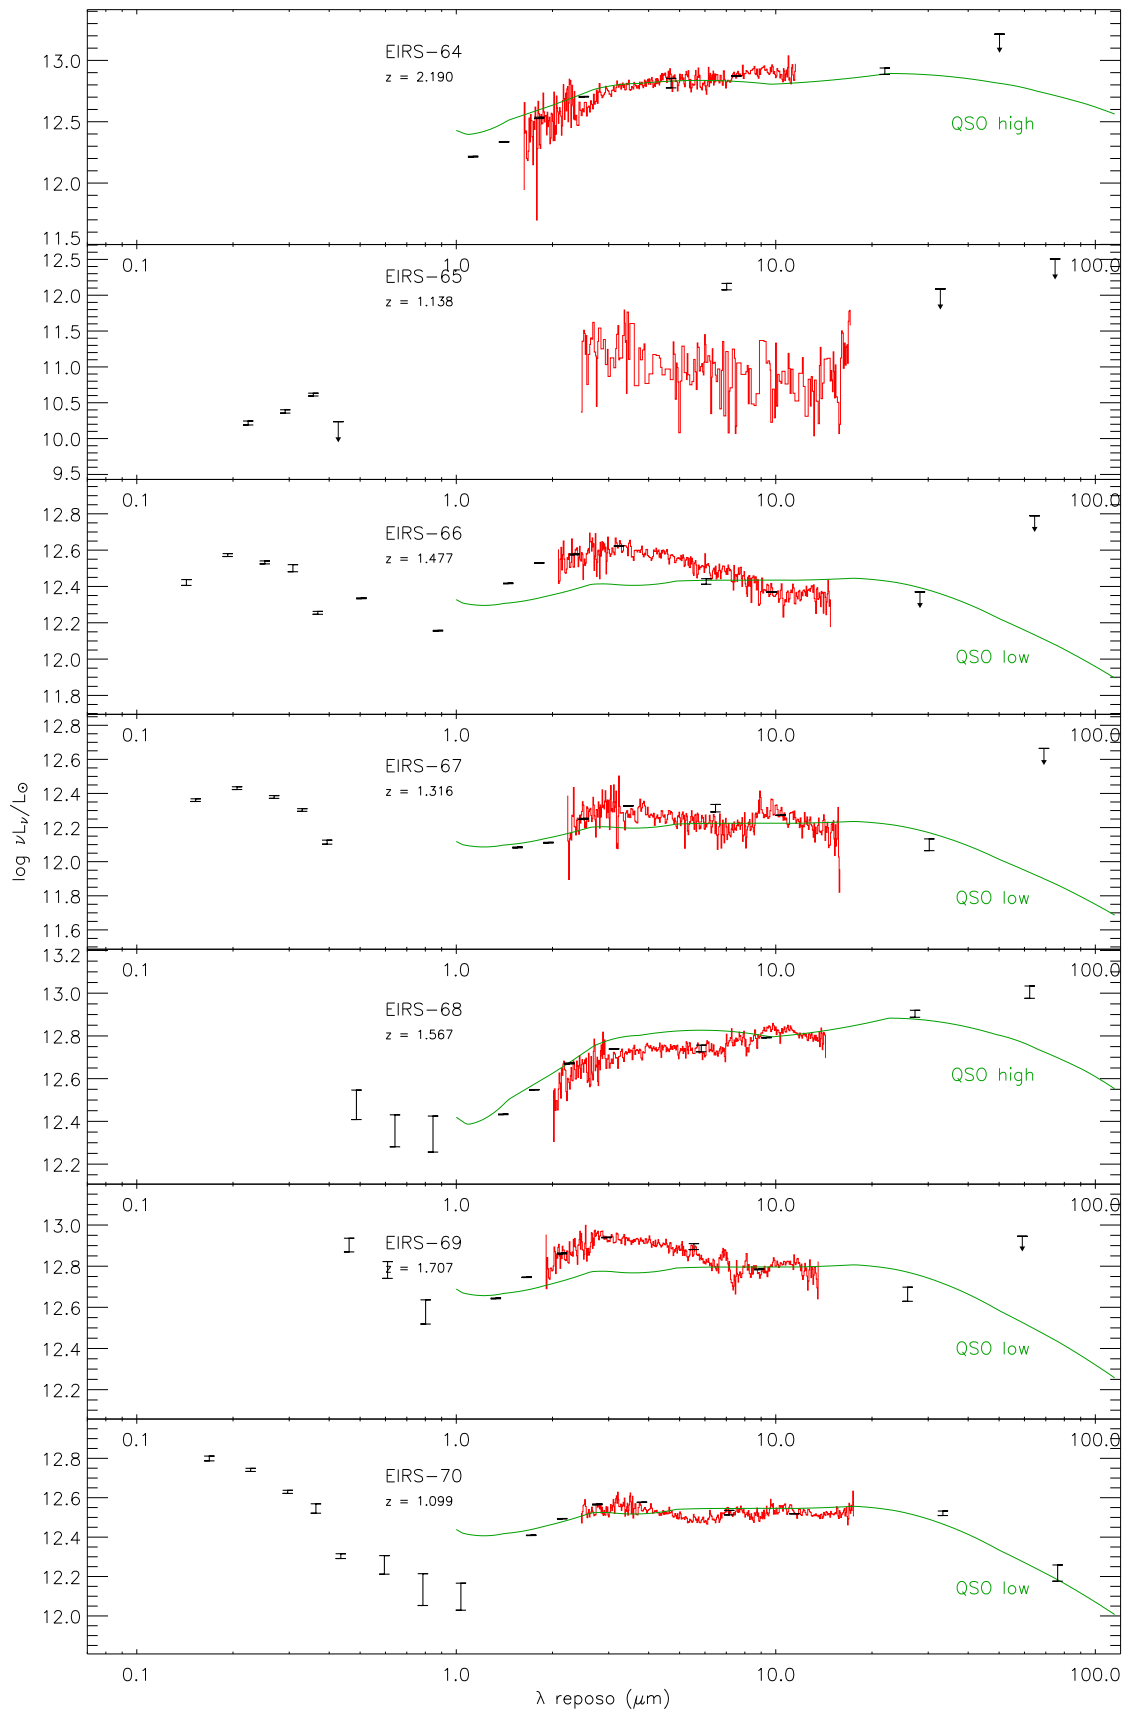 EIRS-64
z = 2.190
QSO high
13.0
12.5
12.0
11.5
0.1 1.0 10.0 100.0
EIRS-65
z = 1.138
12.5
12.0
11.5
11.0
10.5
10.0
9.5
0.1 1.0 10.0 100.0
EIRS-66
z = 1.477
QSO low
12.8
12.6
12.4
12.2
12.0
11.8
0.1 1.0 10.0 100.0
EIRS-67
z = 1.316
QSO low
12.8
12.6
12.4
12.2
12.0
11.8
11.6
log νLν/L⊙
0.1 1.0 10.0 100.0
EIRS-68
z = 1.567
QSO high
13.2
13.0
12.8
12.6
12.4
12.2
0.1 1.0 10.0 100.0
EIRS-69
z = 1.707
QSO low
13.0
12.8
12.6
12.4
12.2
0.1 1.0 10.0 100.0
EIRS-70
z = 1.099
QSO low
12.8
12.6
12.4
12.2
12.0
0.1 1.0 10.0 100.0
λ reposo (μm)